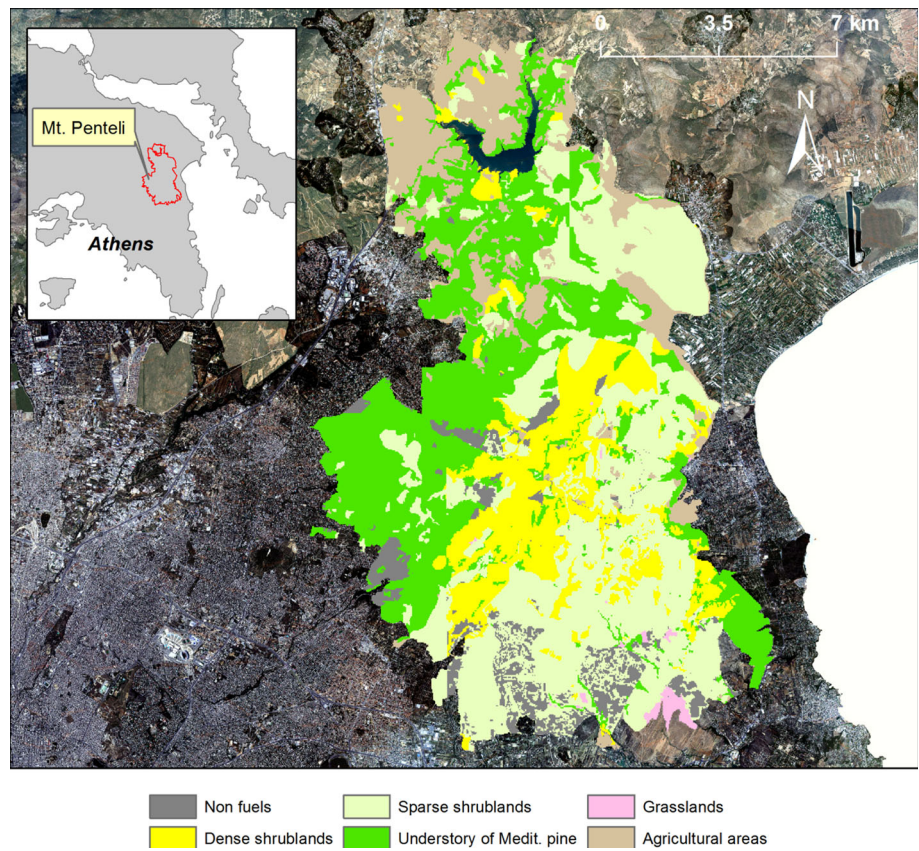 0 3.5 7 km
N
Mt. Penteli
Athens
Non fuels
Sparse shrublands
Grasslands
Dense shrublands
Understory of Medit. pine
Agricultural areas